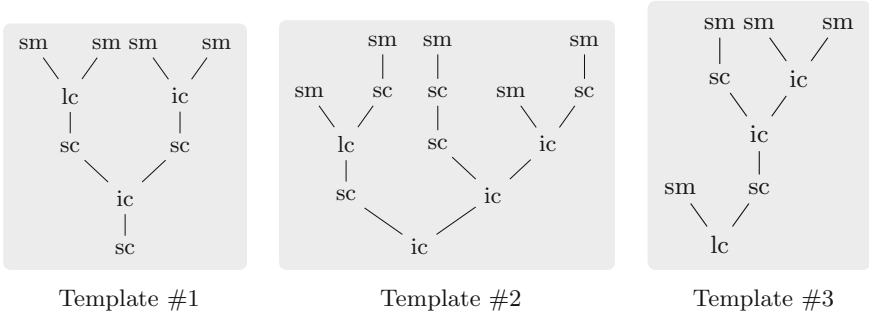 sm sm sm sm
lc ic
sc sc
ic
sc
Template #1
sm sm sm
sm sc sc sm sc
lc sc ic
sc ic
ic
Template #2
sm sm sm
sc ic
ic
sm sc
lc
Template #3